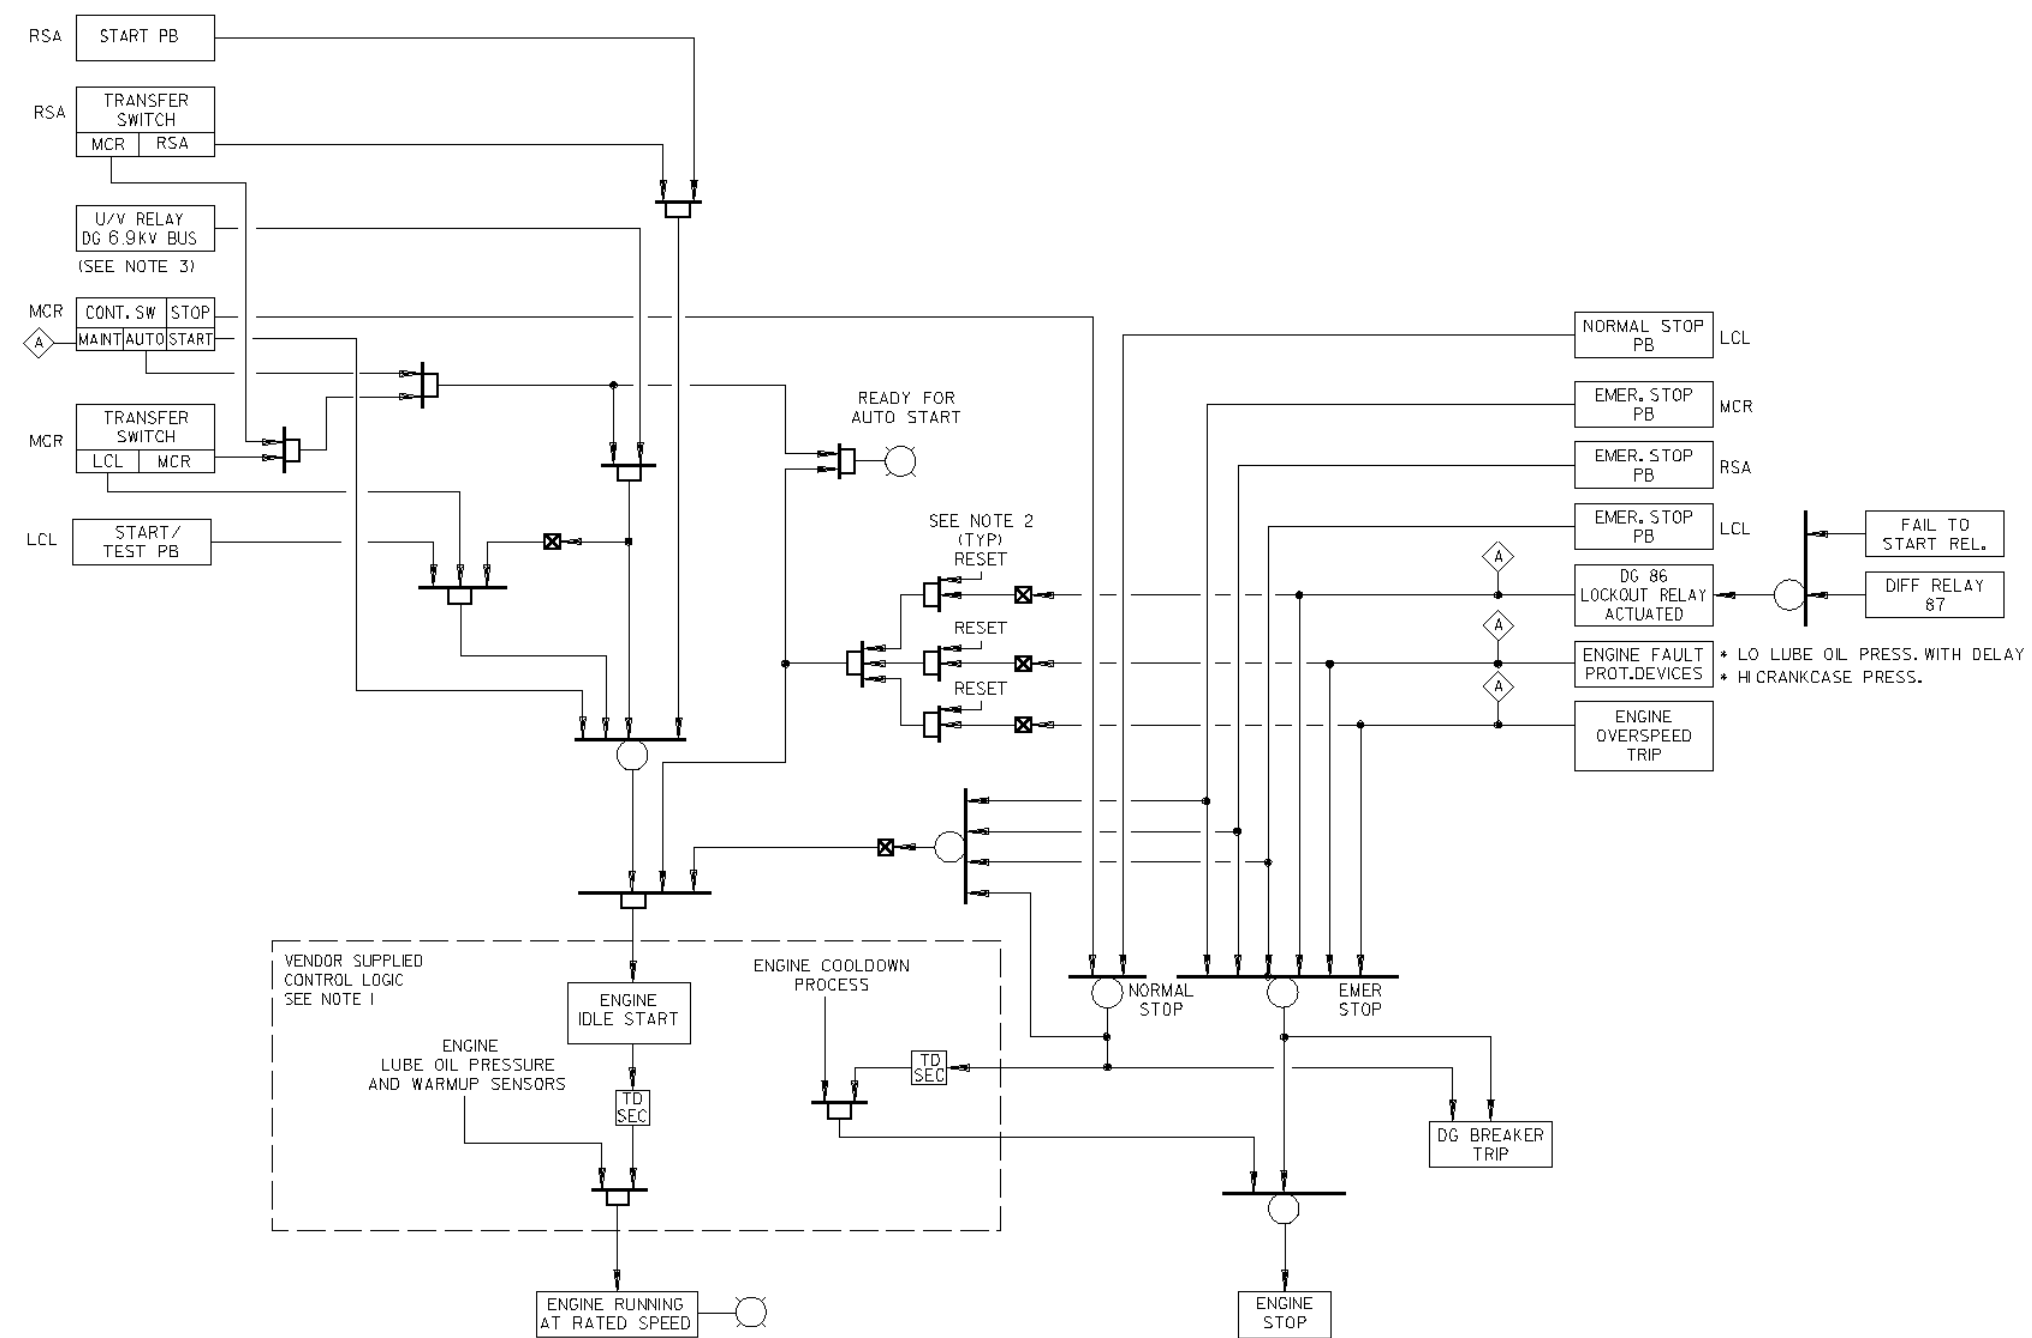 RSA
START PB
RSA
TRANSFER
SWITCH
MCR
RSA
U/V RELAY
DG 6.9KV BUS
(SEE NOTE 3)
MCR
CONT. SW
STOP
A
MAINT
AUTO
START
MCR
TRANSFER
SWITCH
LCL
MCR
LCL
START/
TEST PB
READY FOR
AUTO START
SEE NOTE 2
(TYP)
RESET
RESET
RESET
NORMAL STOP
PB
LCL
EMER. STOP
PB
MCR
EMER. STOP
PB
RSA
EMER. STOP
PB
LCL
A
DG 86
LOCKOUT RELAY
ACTUATED
FAIL TO
START REL.
DIFF RELAY
87
A
ENGINE FAULT
PROT.DEVICES
* LO LUBE OIL PRESS. WITH DELAY
* HI CRANKCASE PRESS.
A
ENGINE
OVERSPEED
TRIP
VENDOR SUPPLIED
CONTROL LOGIC
SEE NOTE 1
ENGINE
IDLE START
ENGINE COOLDOWN
PROCESS
NORMAL
STOP
EMER
STOP
ENGINE
LUBE OIL PRESSURE
AND WARMUP SENSORS
TD
SEC
TD
SEC
DG BREAKER
TRIP
ENGINE RUNNING
AT RATED SPEED
ENGINE
STOP